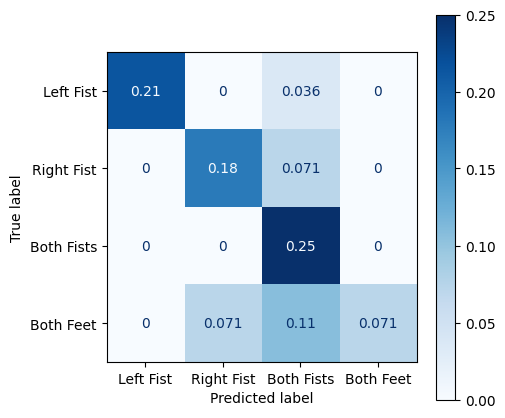 0.25
Left Fist 0.21 0 0.036 0
0.20
Right Fist 0 0.18 0.071 0
0.15
True label
Both Fists 0 0 0.25 0
0.10
Both Feet 0 0.071 0.11 0.071
0.05
0.00
Left Fist Right Fist Both Fists Both Feet
Predicted label